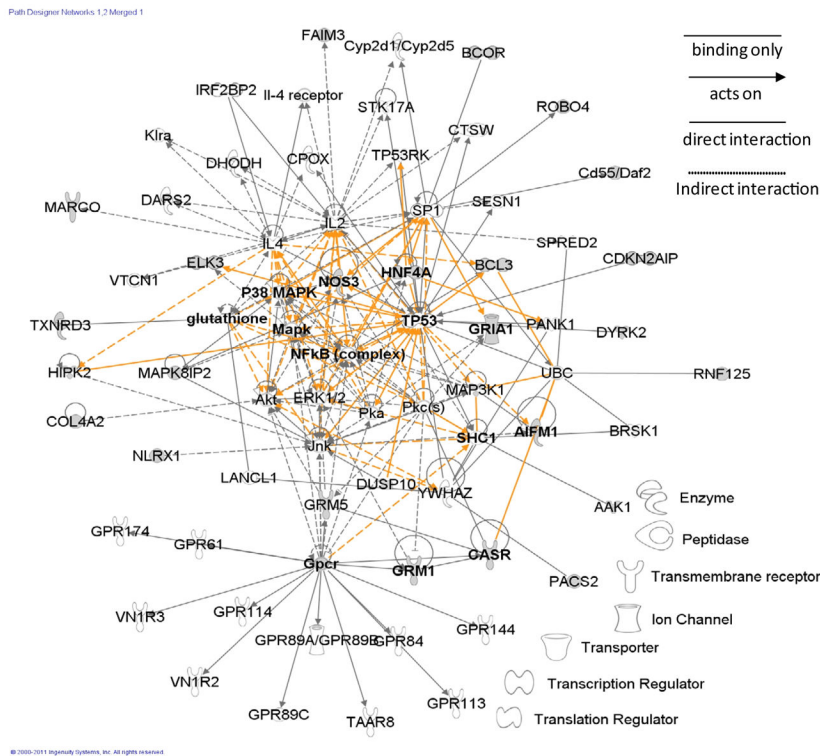 Path Designer Networks 1,2 Merged 1
FAIM3
Cyp2d1/Cyp2d5
BCOR
binding only
IRF2BP2
Il-4 receptor
STK17A
ROBO4
acts on
Klra
CTSW
DHODH
CPOX
TP53RK
direct interaction
Cd55/Daf2
Indirect interaction
MARCO
DARS2
SP1
SESN1
IL2
IL4
SPRED2
ELK3
HNF4A
BCL3
CDKN2AIP
VTCN1
NOS3
P38 MAPK
TXNRD3
glutathione
TP53
GRIA1
PANK1
Mapk
DYRK2
NFkB (complex)
HIPK2
MAPK8IP2
UBC
RNF125
MAP3K1
Akt
ERK1/2
Pka
Pkc(s)
COL4A2
SHC1
AIFM1
BRSK1
Jnk
NLRX1
LANCL1
DUSP10
YWHAZ
Enzyme
GRM5
AAK1
GPR174
GPR61
Peptidase
CASR
Gpcr
GRM1
PACS2
Transmembrane receptor
VN1R3
GPR114
Ion Channel
GPR144
GPR89A/GPR89B
GPR84
Transporter
VN1R2
Transcription Regulator
GPR89C
TAAR8
GPR113
Translation Regulator
© 2000-2011 Ingenuity Systems, Inc. All rights reserved.